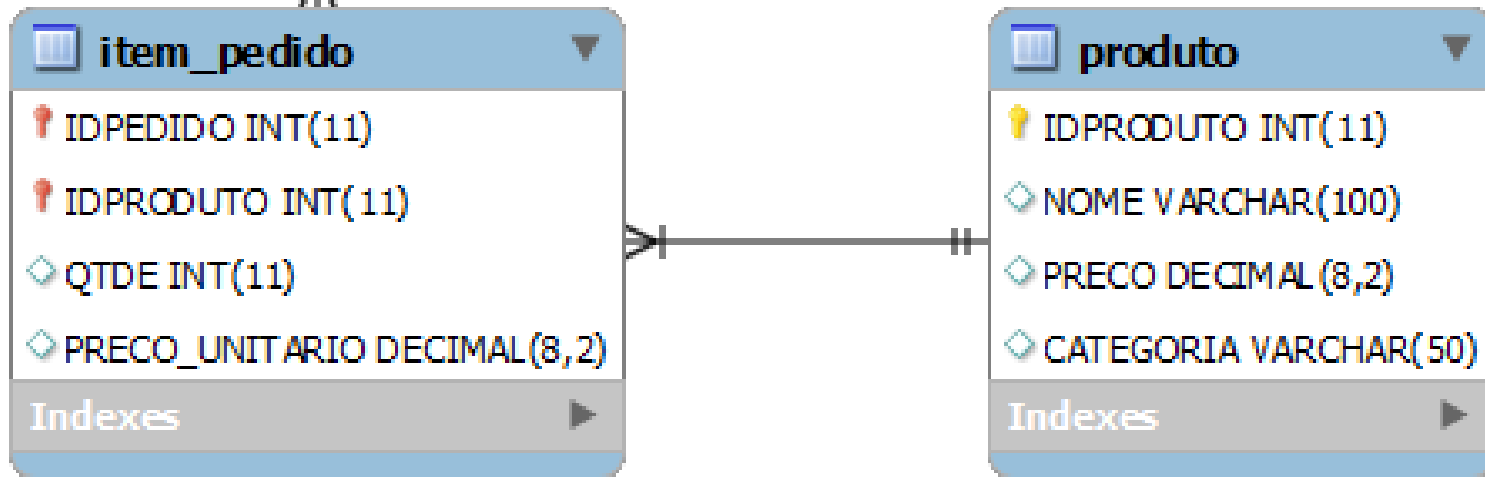 item_pedido
IDPEDIDO INT(11)
IDPRODUTO INT(11)
QTDE INT(11)
PRECO_UNITARIO DECIMAL(8,2)
Indexes
produto
IDPRODUTO INT(11)
NOME VARCHAR(100)
PRECO DECIMAL(8,2)
CATEGORIA VARCHAR(50)
Indexes